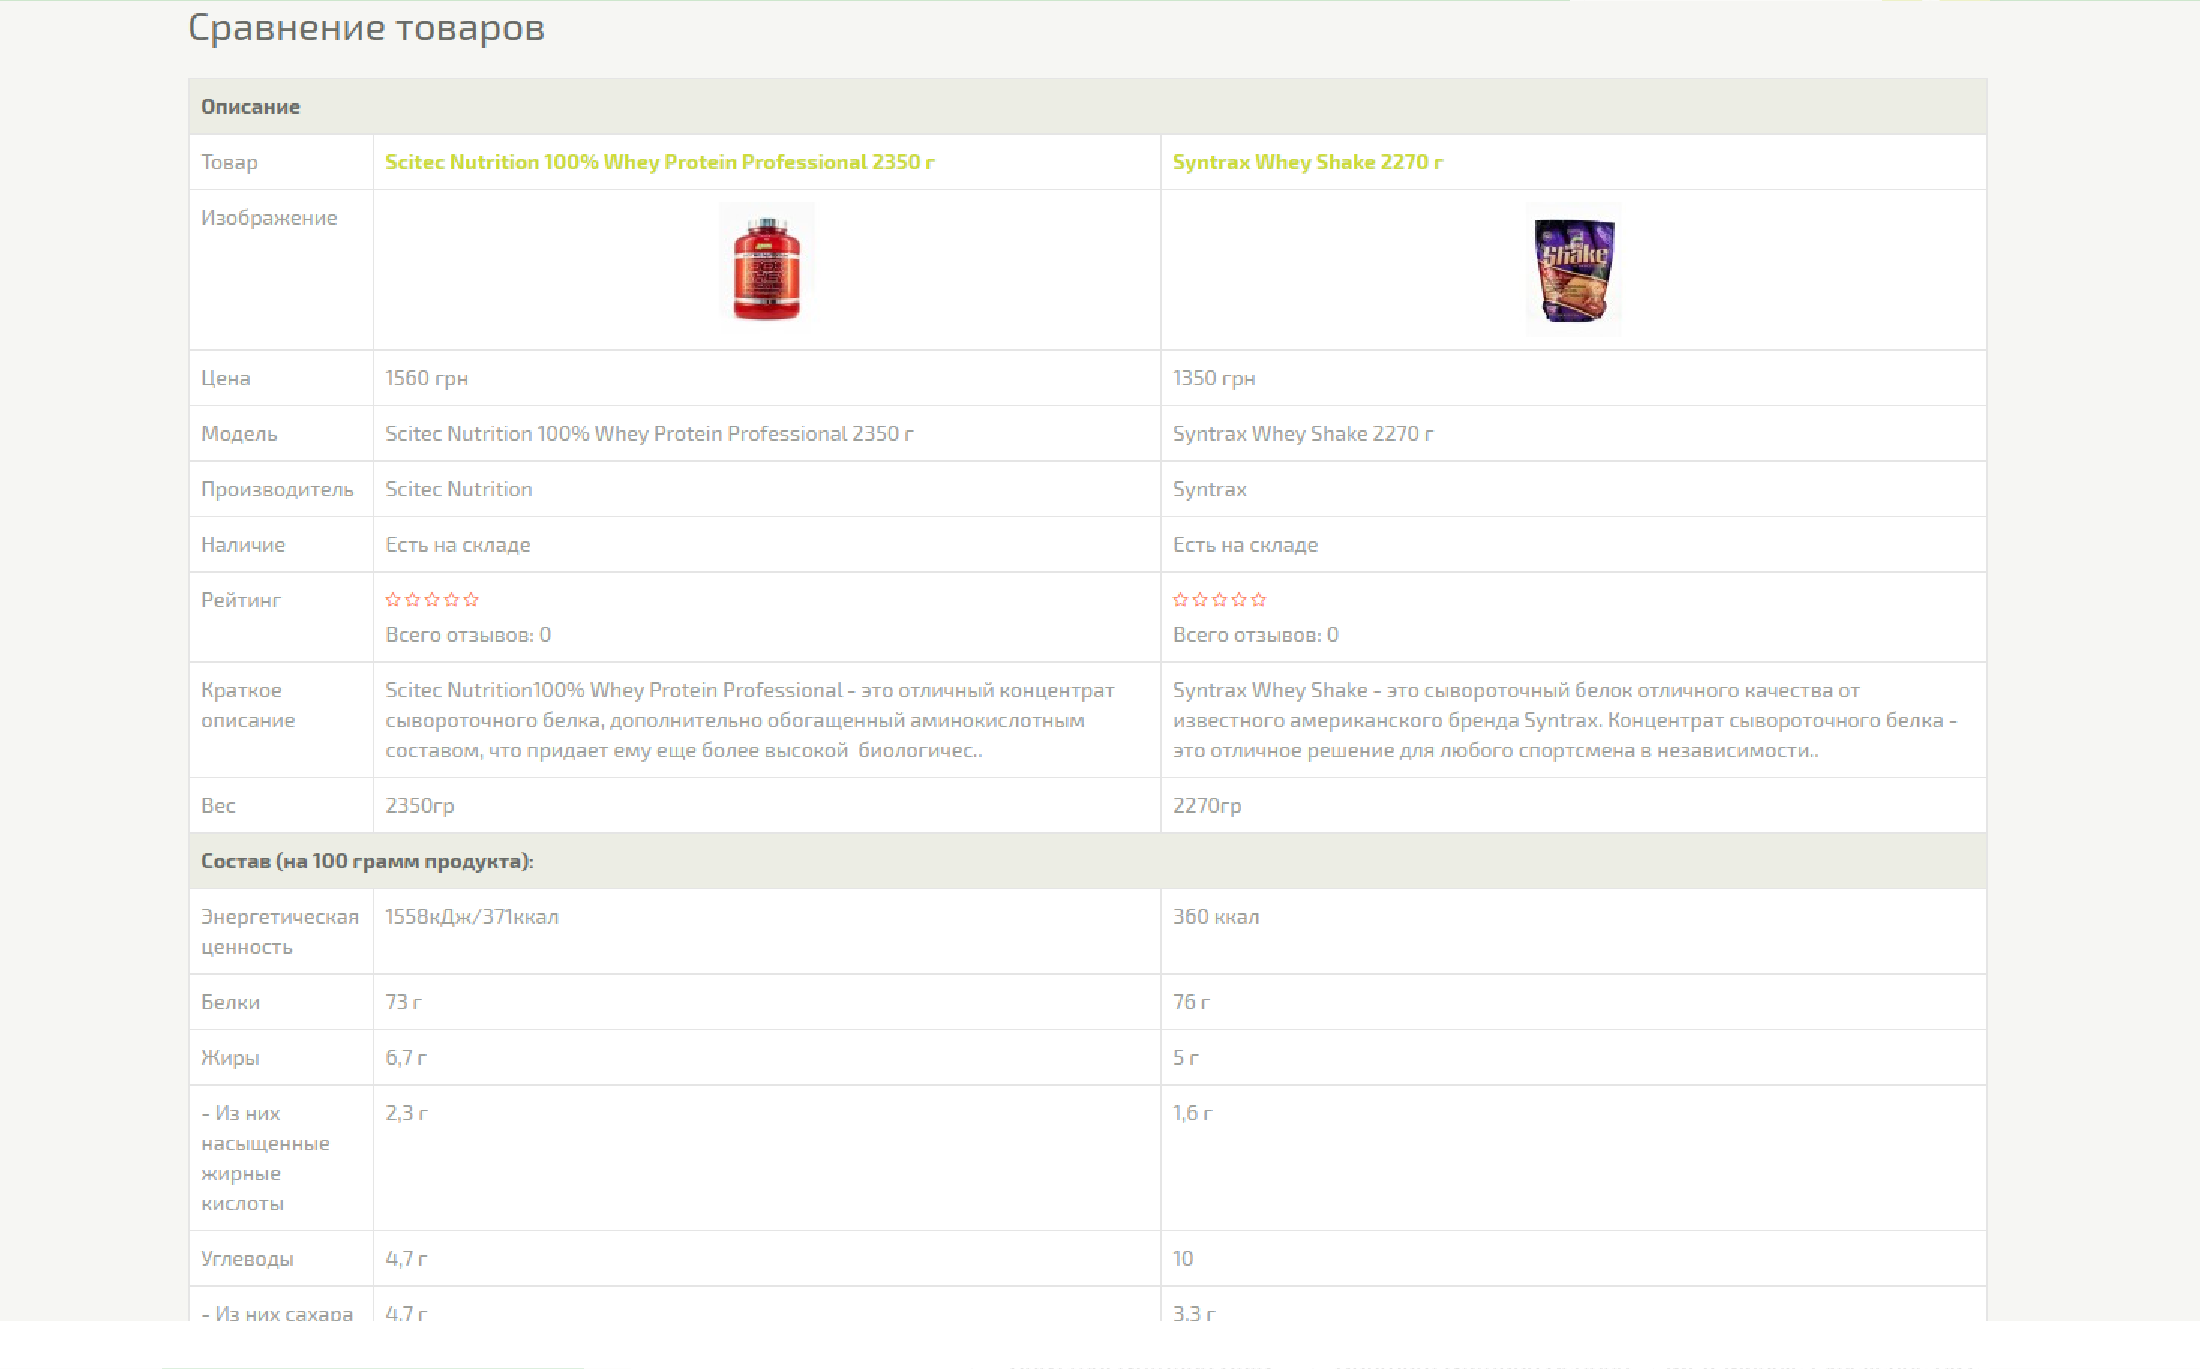 Сравнение товаров
Описание
Товар
Scitec Nutrition 100% Whey Protein Professional 2350 г
Syntrax Whey Shake 2270 г
Изображение
Shake
Цена
1560 грн
1350 грн
Модель
Scitec Nutrition 100% Whey Protein Professional 2350 г
Syntrax Whey Shake 2270 г
Производитель
Scitec Nutrition
Syntrax
Наличие
Есть на складе
Есть на складе
Рейтинг
Всего отзывов: 0
Всего отзывов: 0
Краткое
описание
Scitec Nutrition100% Whey Protein Professional - это отличный концентрат
сывороточного белка, дополнительно обогащенный аминокислотным
составом, что придает ему еще более высокой  биологичес..
Syntrax Whey Shake - это сывороточный белок отличного качества от
известного американского бренда Syntrax. Концентрат сывороточного белка -
это отличное решение для любого спортсмена в независимости..
Вес
2350гр
2270гр
Состав (на 100 грамм продукта):
Энергетическая
ценность
1558кДж/371ккал
360 ккал
Белки
73 г
76 г
Жиры
6,7 г
5 г
- Из них
насыщенные
жирные
кислоты
2,3 г
1,6 г
Углеводы
4,7 г
10
- Из них сахара
4,7 г
3,3 г